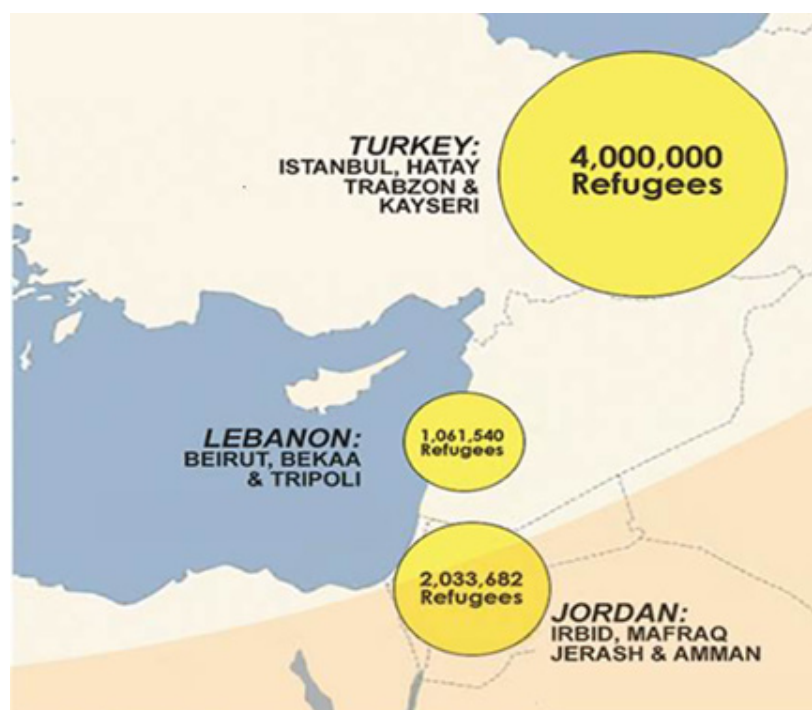 TURKEY:
ISTANBUL, HATAY
TRABZON &
KAYSERI
4,000,000
Refugees
LEBANON:
BEIRUT, BEKAA
& TRIPOLI
1,061,540
Refugees
2,033,682
Refugees
JORDAN:
IRBID, MAFRAQ
JERASH & AMMAN